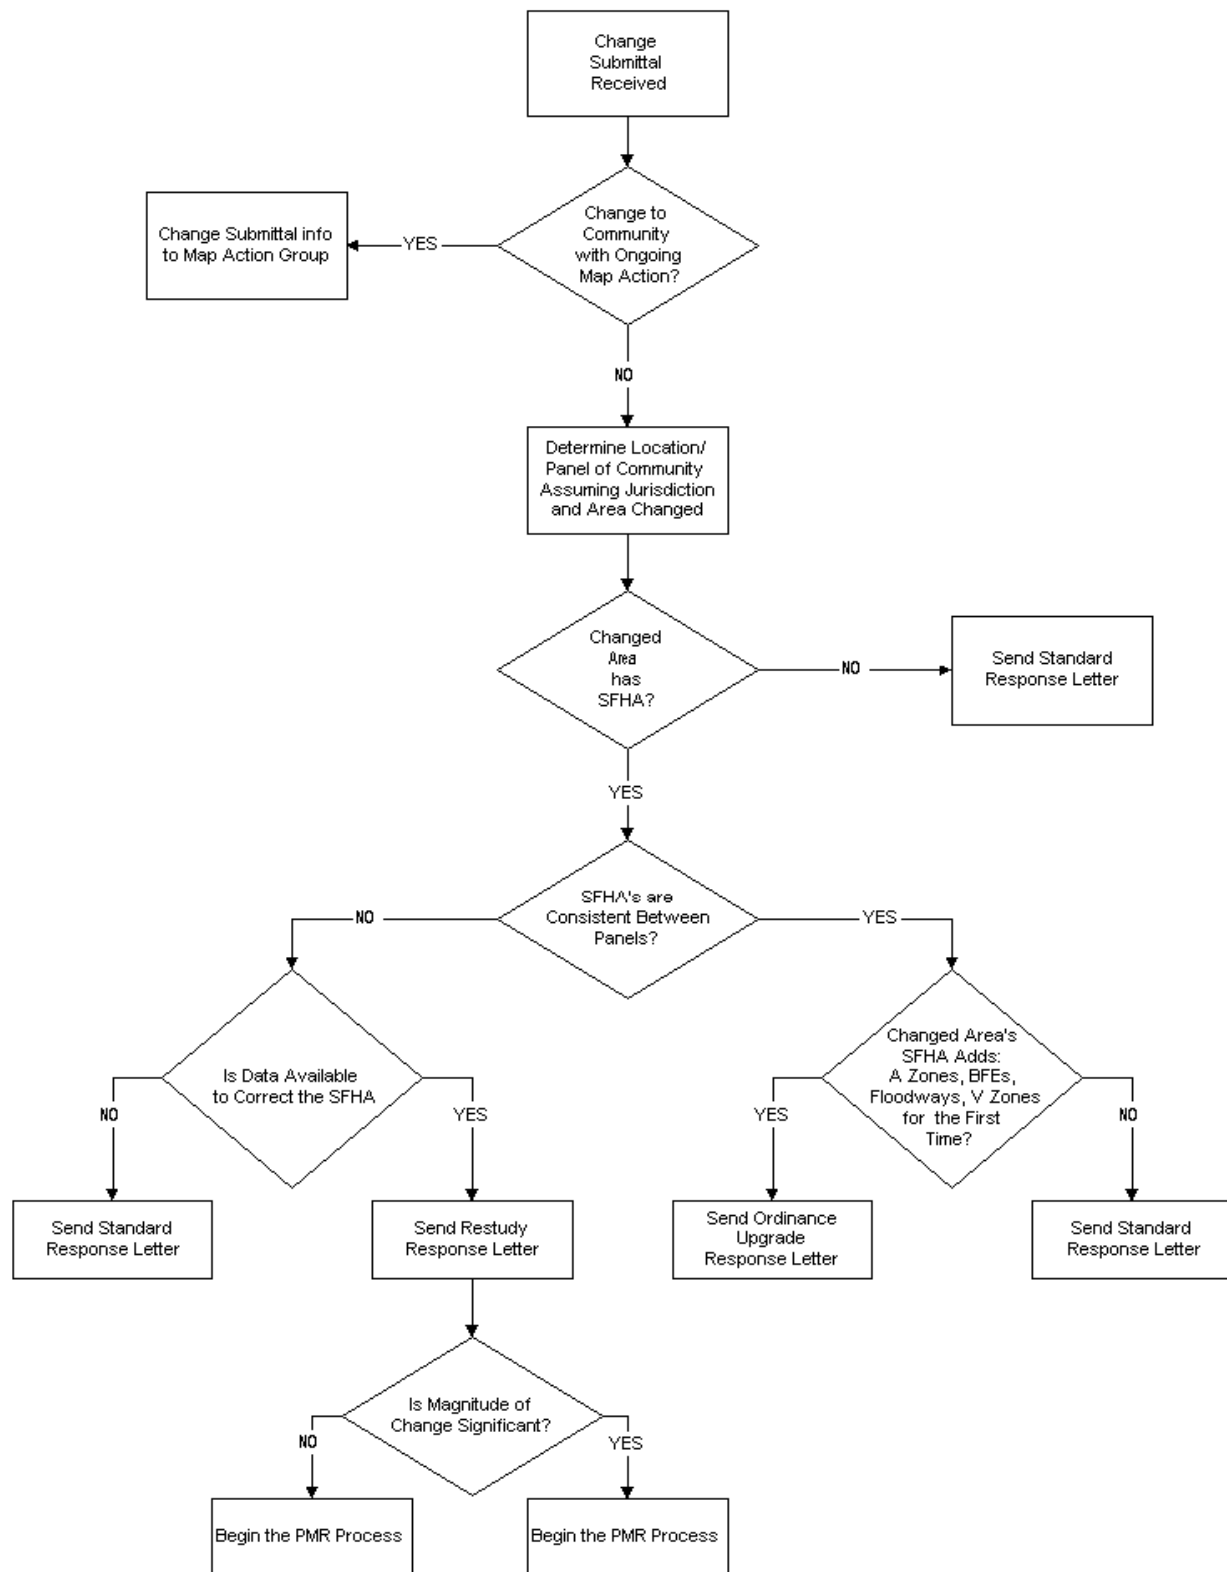 Change
Submittal
Received
Change to
Community
with Ongoing
Map Action?
YES
Change Submittal info
to Map Action Group
NO
Determine Location/
Panel of Community
Assuming Jurisdiction
and Area Changed
Changed
Area
has
SFHA?
NO
Send Standard
Response Letter
YES
SFHA's are
Consistent Between
Panels?
NO
YES
Is Data Available
to Correct the SFHA
Changed Area's
SFHA Adds:
A Zones, BFEs,
Floodways, V Zones
for the First
Time?
NO
YES
YES
NO
Send Standard
Response Letter
Send Restudy
Response Letter
Send Ordinance
Upgrade
Response Letter
Send Standard
Response Letter
Is Magnitude of
Change Significant?
NO
YES
Begin the PMR Process
Begin the PMR Process